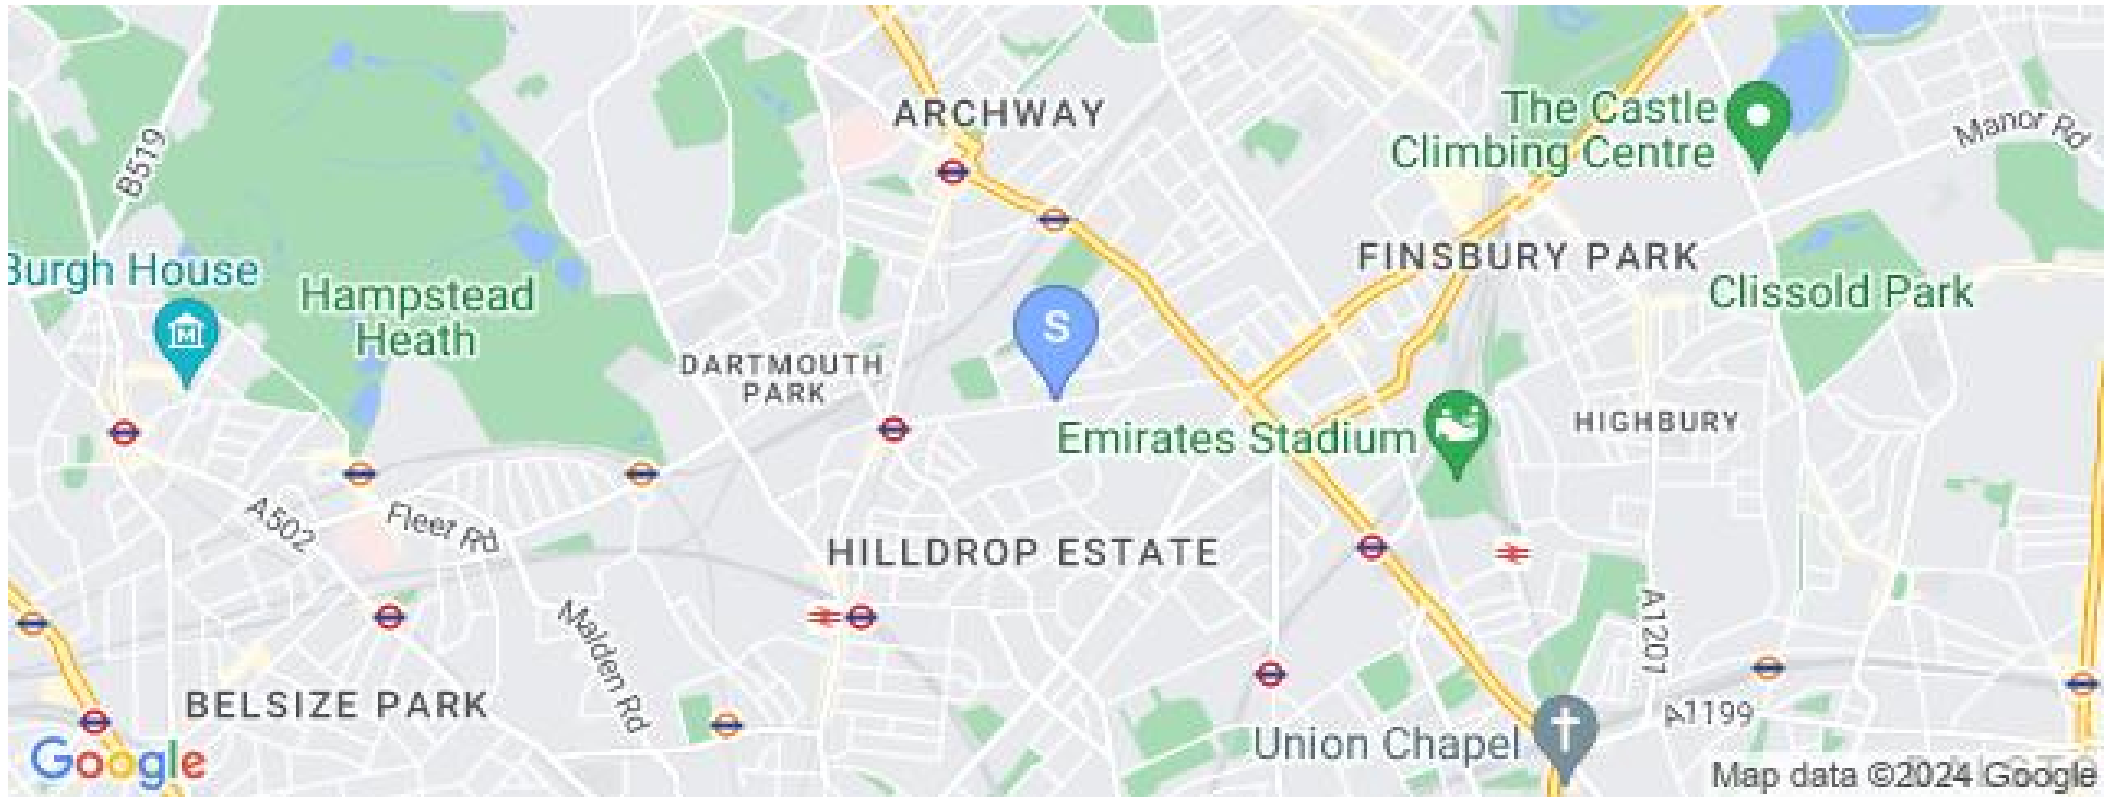 ARCHWAY
The Castle
Climbing Centre
Manor Rd
B519
Burgh House
Hampstead
Heath
FINSBURY PARK
Clissold Park
S
DARTMOUTH
PARK
Emirates Stadium
HIGHBURY
A502
Fleet Rd
HILLDROP ESTATE
Malden Rd
A1201
BELSIZE PARK
A1199
Union Chapel
Google
Map data ©2024 Google